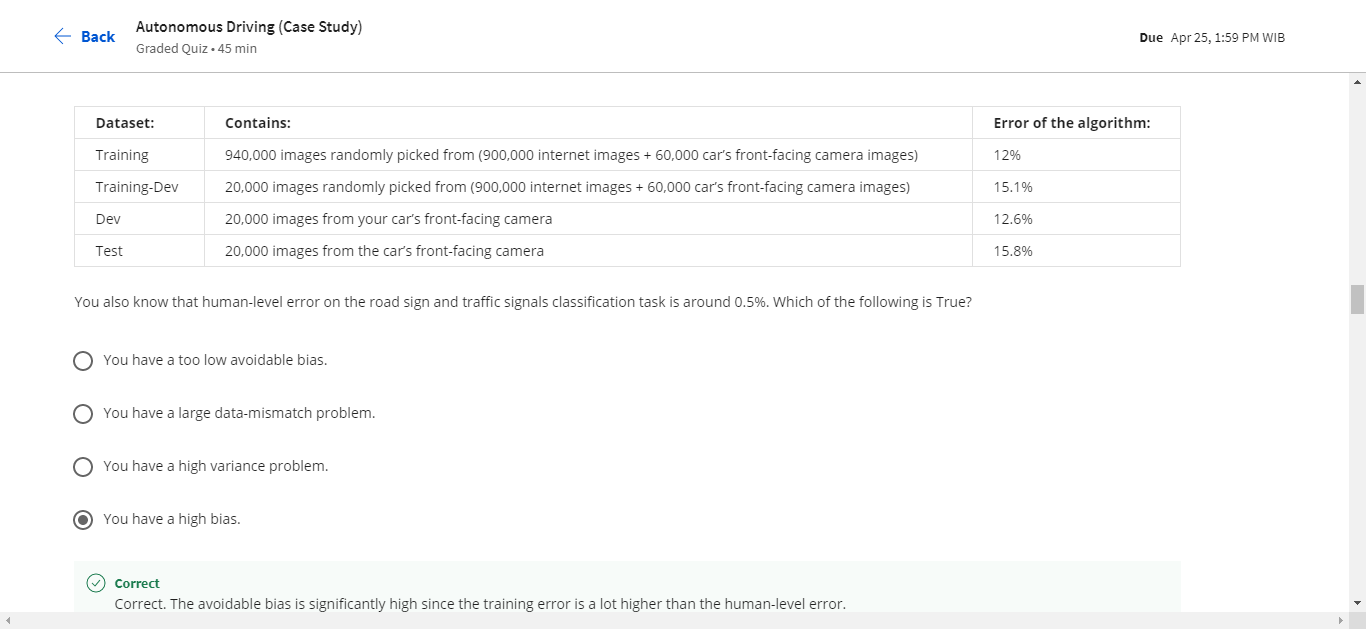 Back
Autonomous Driving (Case Study)
Graded Quiz • 45 min
Due Apr 25, 1:59 PM WIB
Dataset: Contains: Error of the algorithm:
Training 940,000 images randomly picked from (900,000 internet images + 60,000 car's front-facing camera images) 12%
Training-Dev 20,000 images randomly picked from (900,000 internet images + 60,000 car's front-facing camera images) 15.1%
Dev 20,000 images from your car's front-facing camera 12.6%
Test 20,000 images from the car's front-facing camera 15.8%
You also know that human-level error on the road sign and traffic signals classification task is around 0.5%. Which of the following is True?
You have a too low avoidable bias.
You have a large data-mismatch problem.
You have a high variance problem.
You have a high bias.
Correct
Correct. The avoidable bias is significantly high since the training error is a lot higher than the human-level error.